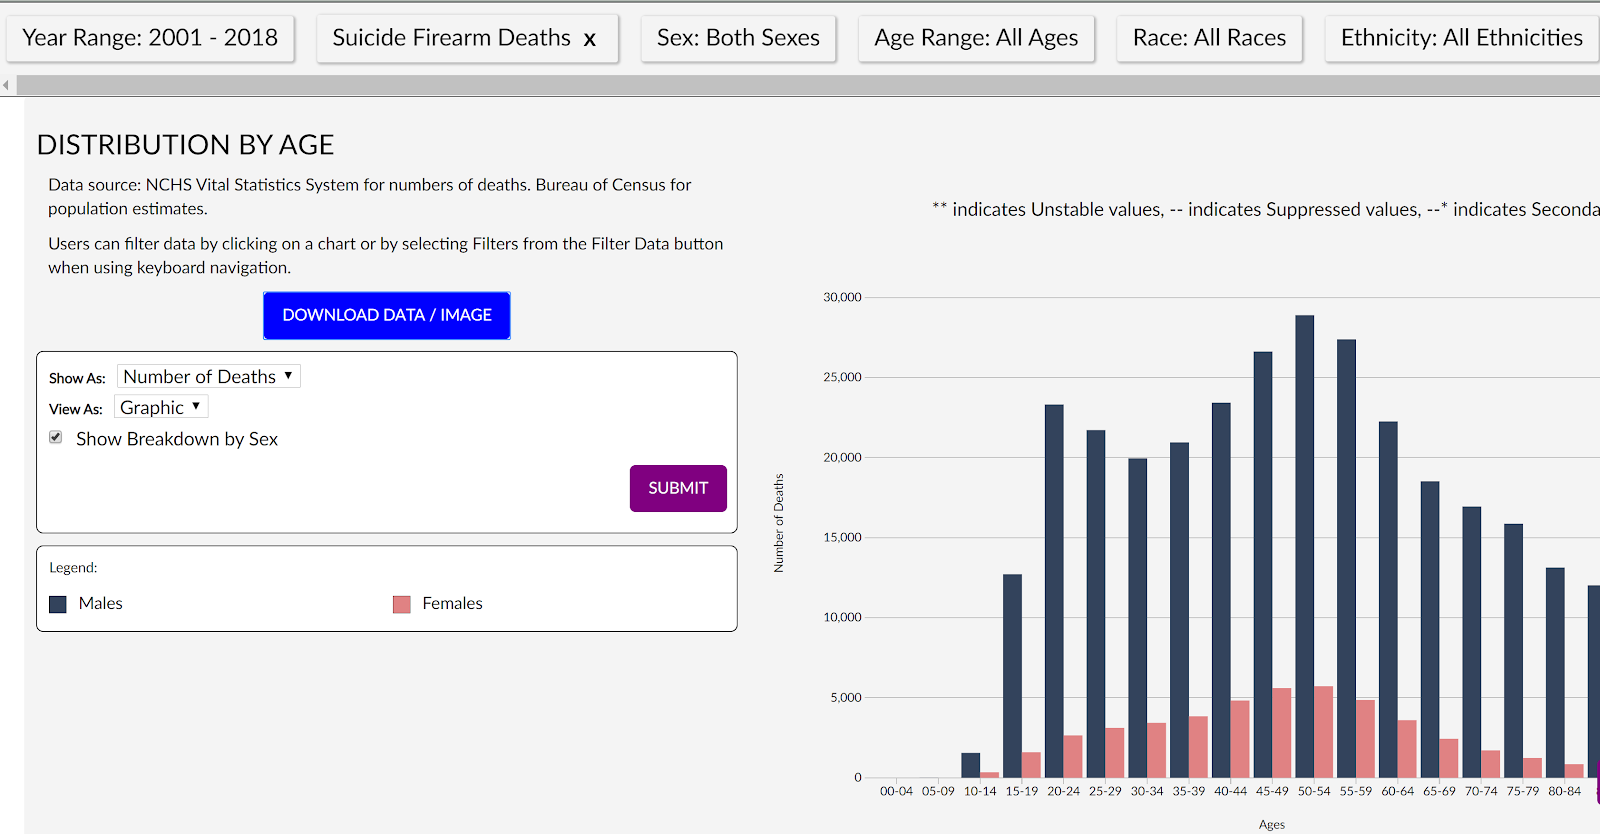 Year Range: 2001 - 2018
Suicide Firearm Deaths x
Sex: Both Sexes
Age Range: All Ages
Race: All Races
Ethnicity: All Ethnicities
DISTRIBUTION BY AGE
Data source: NCHS Vital Statistics System for numbers of deaths. Bureau of Census for
population estimates.
Users can filter data by clicking on a chart or by selecting Filters from the Filter Data button
when using keyboard navigation.
DOWNLOAD DATA / IMAGE
Show As: Number of Deaths
View As: Graphic
Show Breakdown by Sex
SUBMIT
Legend:
Males
Females
** indicates Unstable values, -- indicates Suppressed values, --* indicates Seconda
30,000
25,000
20,000
15,000
10,000
5,000
0
Number of Deaths
00-04 05-09 10-14 15-19 20-24 25-29 30-34 35-39 40-44 45-49 50-54 55-59 60-64 65-69 70-74 75-79 80-84
Ages